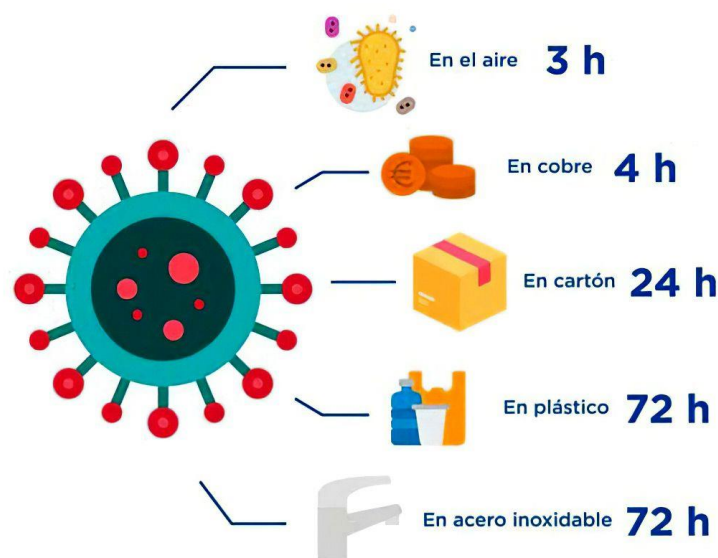 En el aire 3 h
En cobre 4 h
En cartón 24 h
En plástico 72 h
En acero inoxidable 72 h